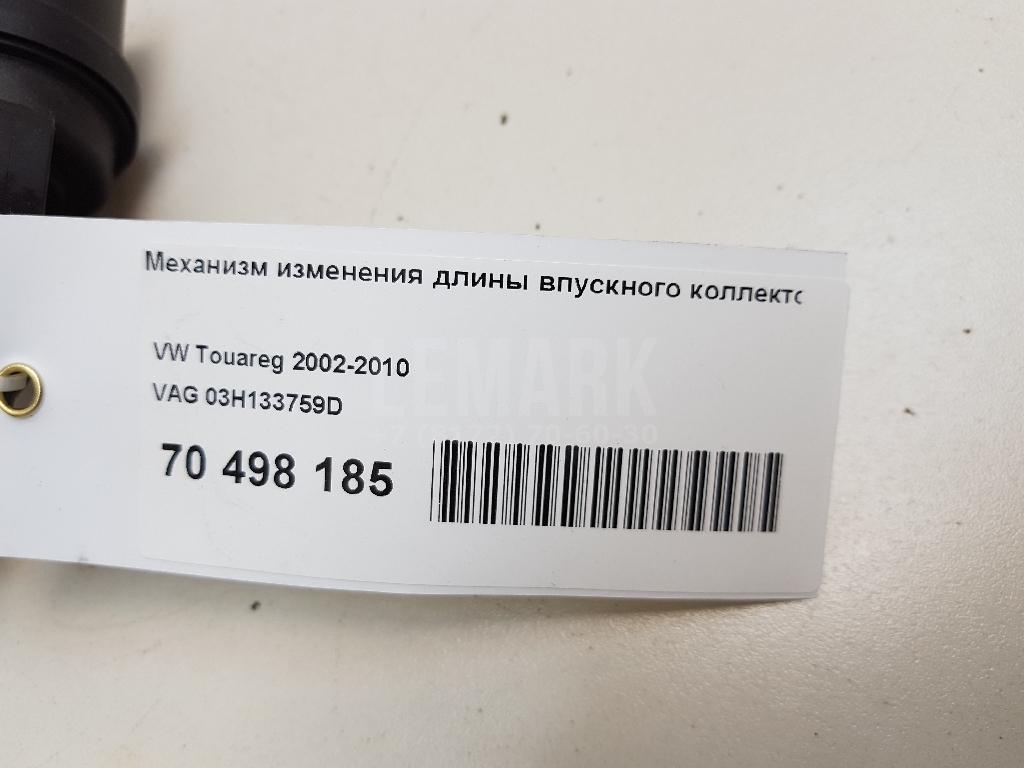 Механизм изменения длины впускного коллекто
VW Touareg 2002-2010
LEMARK
VAG 03H133759D
70 498 185